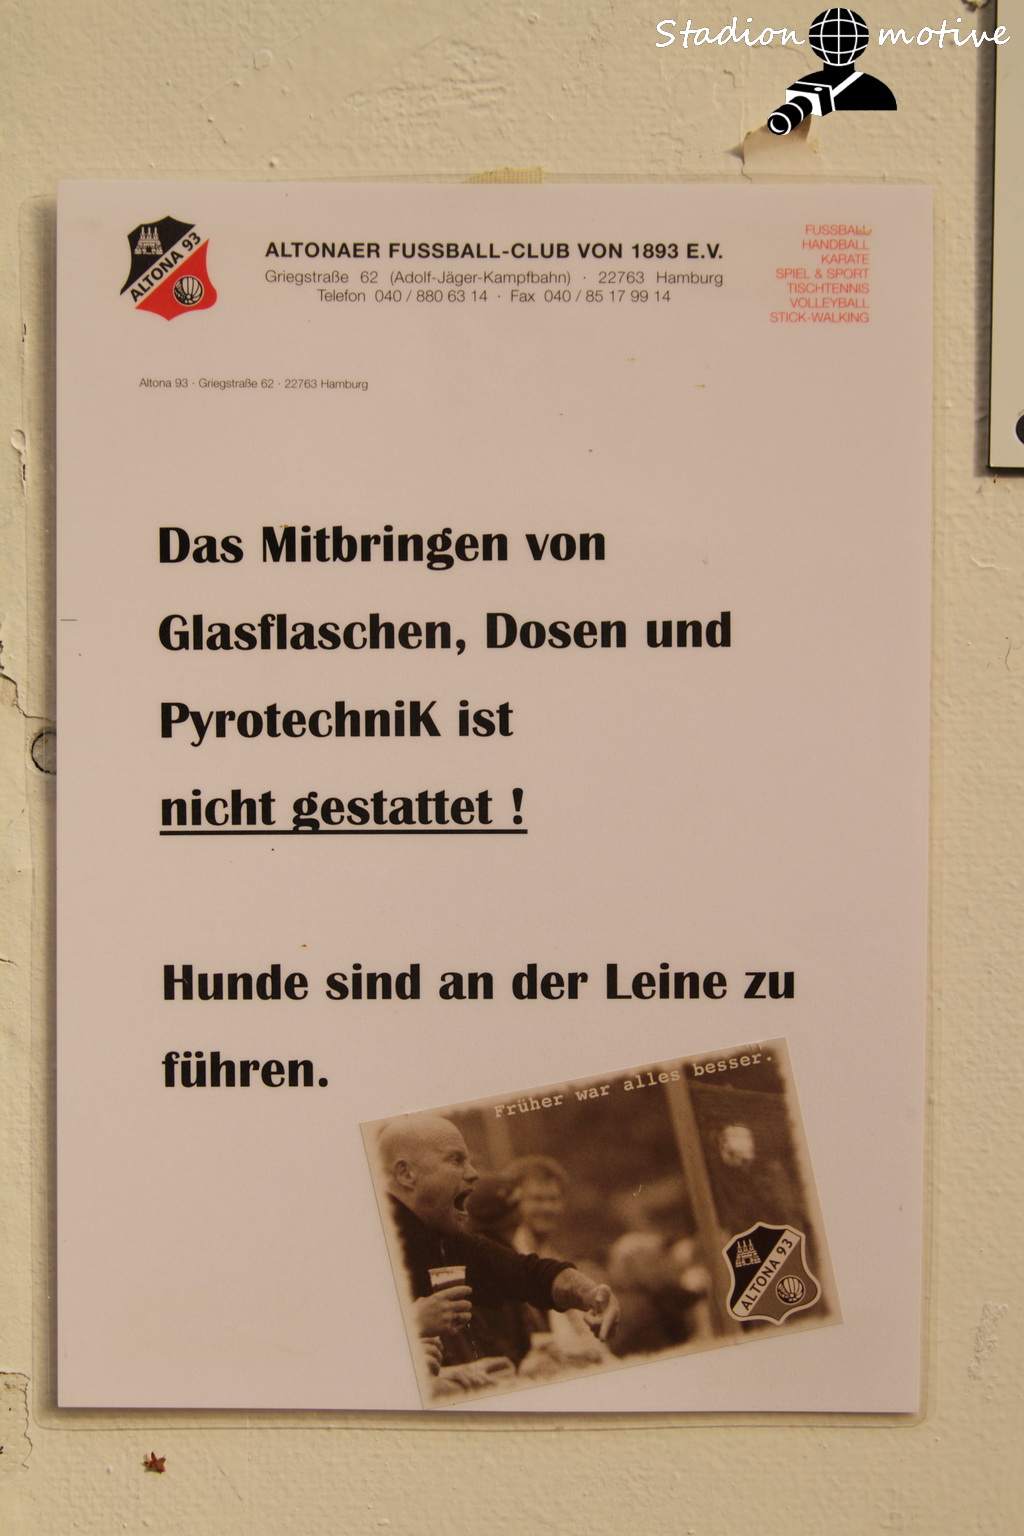 Stadion motive
ALTONA 93
ALTONAER FUSSBALL-CLUB VON 1893 E.V.
Griegstraße 62 (Adolf-Jäger-Kampfbahn) · 22763 Hamburg
Telefon 040 / 880 63 14 · Fax 040 / 85 17 99 14
FUSSBALL
HANDBALL
KARATE
SPIEL & SPORT
TISCHTENNIS
VOLLEYBALL
STICK-WALKING
Altona 93 · Griegstraße 62 · 22763 Hamburg
Das Mitbringen von
Glasflaschen, Dosen und
PyrotechniK ist
nicht gestattet !
Hunde sind an der Leine zu
führen.
Früher war alles besser.
ALTONA 93